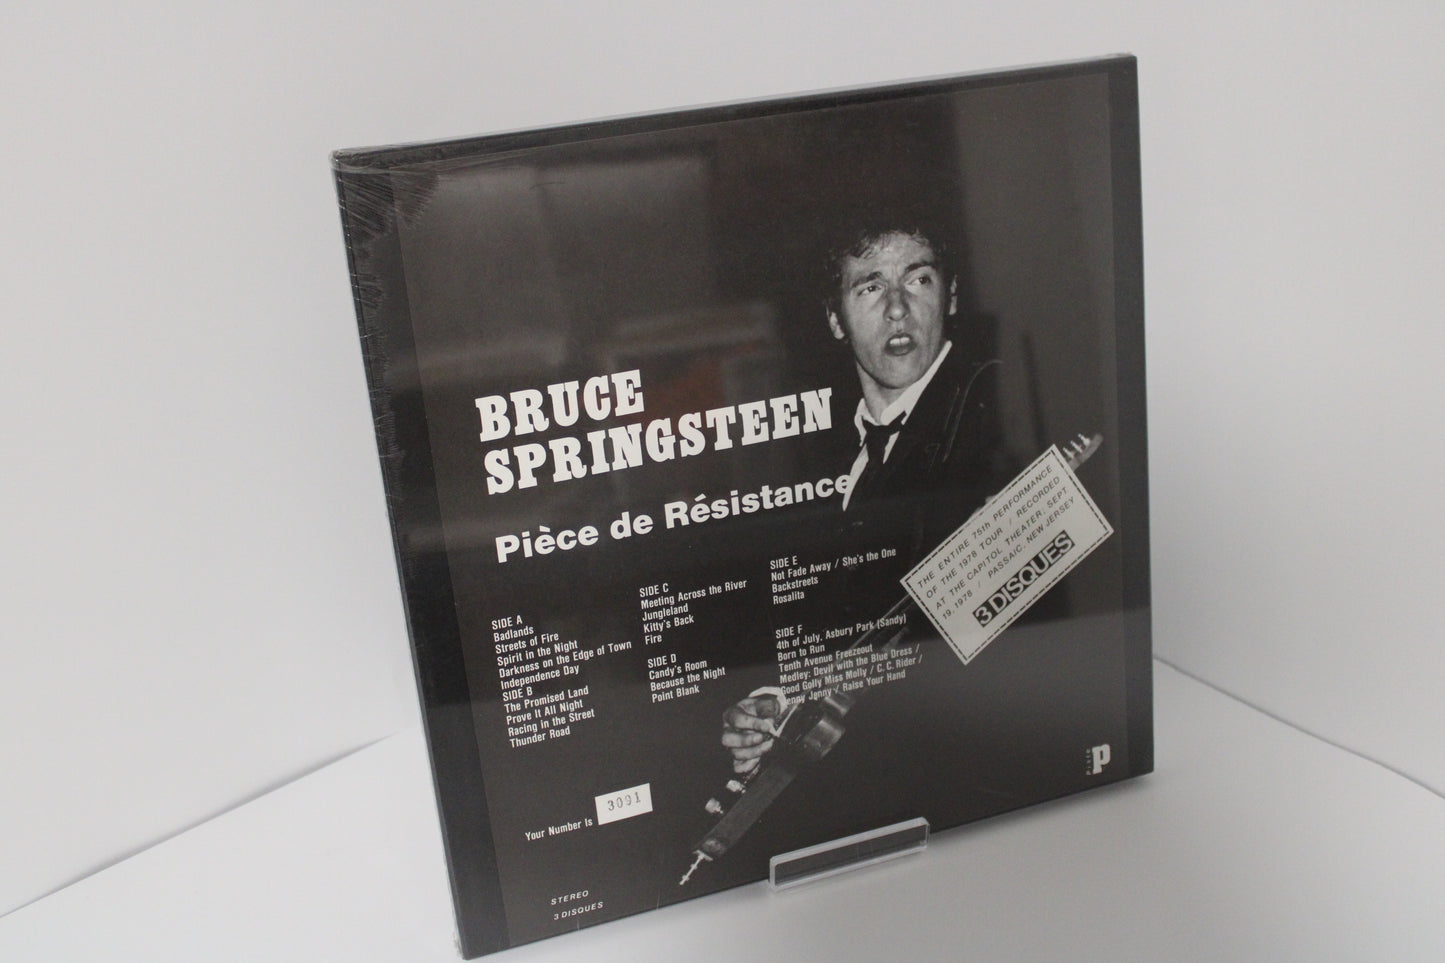 BRUCE
SPRINGSTEEN
Pièce de Résistance
SIDE A
Badlands
Streets of Fire
Spirit in the Night
Darkness on the Edge of Town
Independence Day
SIDE B
The Promised Land
Prove It All Night
Racing in the Street
Thunder Road
SIDE C
Meeting Across the River
Jungleland
Kitty's Back
Fire
SIDE D
Candy's Room
Because the Night
Point Blank
SIDE E
Not Fade Away / She's the One
Backstreets
Rosalita
SIDE F
4th of July, Asbury Park (Sandy)
Born to Run
Tenth Avenue Freezeout
Medley: Devil with the Blue Dress /
Good Golly Miss Molly / C. C. Rider /
Jenny Jenny / Raise Your Hand
THE ENTIRE 75th PERFORMANCE
OF THE 1978 TOUR / RECORDED
AT THE CAPITOL THEATER, SEPT
19, 1978 / PASSAIC, NEW JERSEY
3 DISQUES
Your Number is 3091
STEREO
3 DISQUES
P